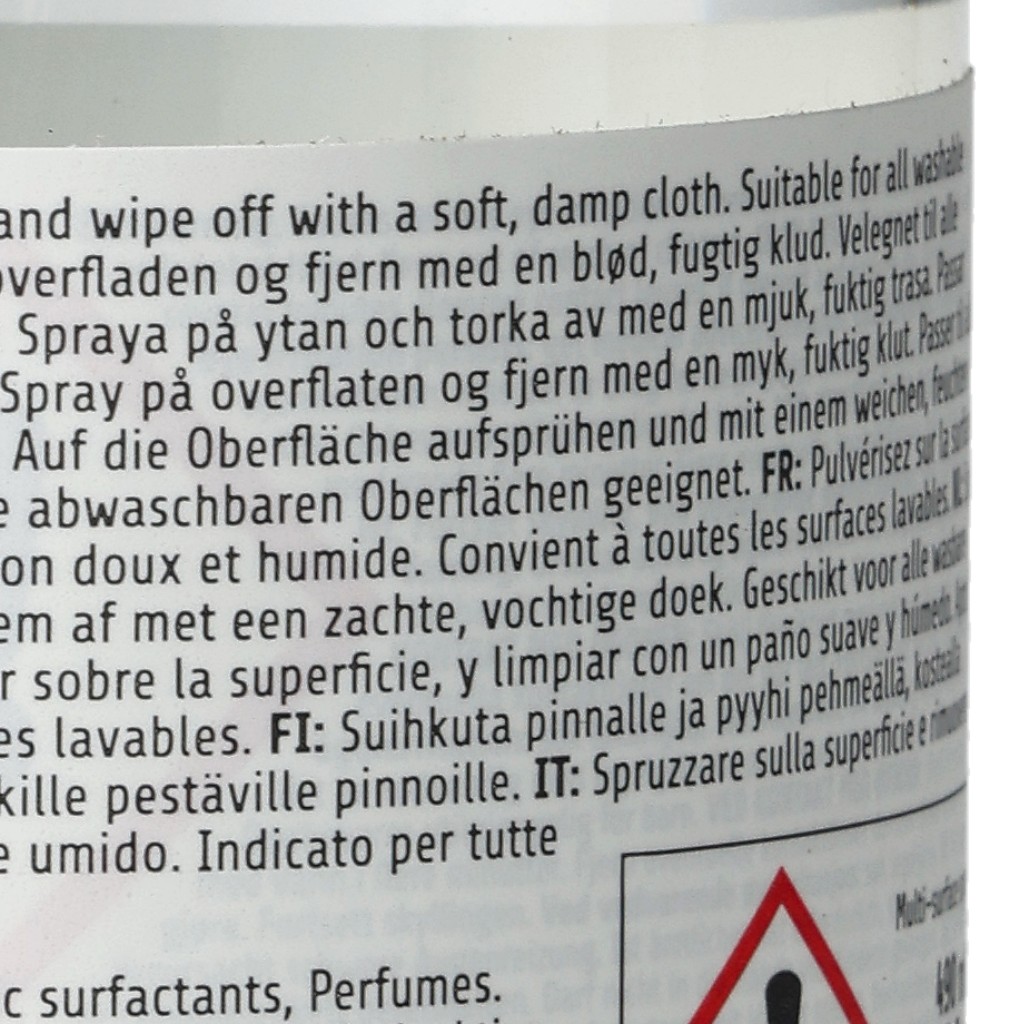 and wipe off with a soft, damp cloth. Suitable for all washable
overfladen og fjern med en blød, fugtig klud. Velegnet til alle
Spraya på ytan och torka av med en mjuk, fuktig trasa. Passar
Spray på overflaten og fjern med en myk, fuktig klut. Passer til
Auf die Oberfläche aufsprühen und mit einem weichen, feuchten
abwaschbaren Oberflächen geeignet. FR: Pulvérisez sur la
on doux et humide. Convient à toutes les surfaces lavables.
em af met een zachte, vochtige doek. Geschikt voor alle
r sobre la superficie, y limpiar con un paño suave y húmedo.
es lavables. FI: Suihkuta pinnalle ja pyyhi pehmeällä, kostealla
kille pestäville pinnoille. IT: Spruzzare sulla superficie e
e umido. Indicato per tutte
Multi-surface
490
c surfactants, Perfumes.